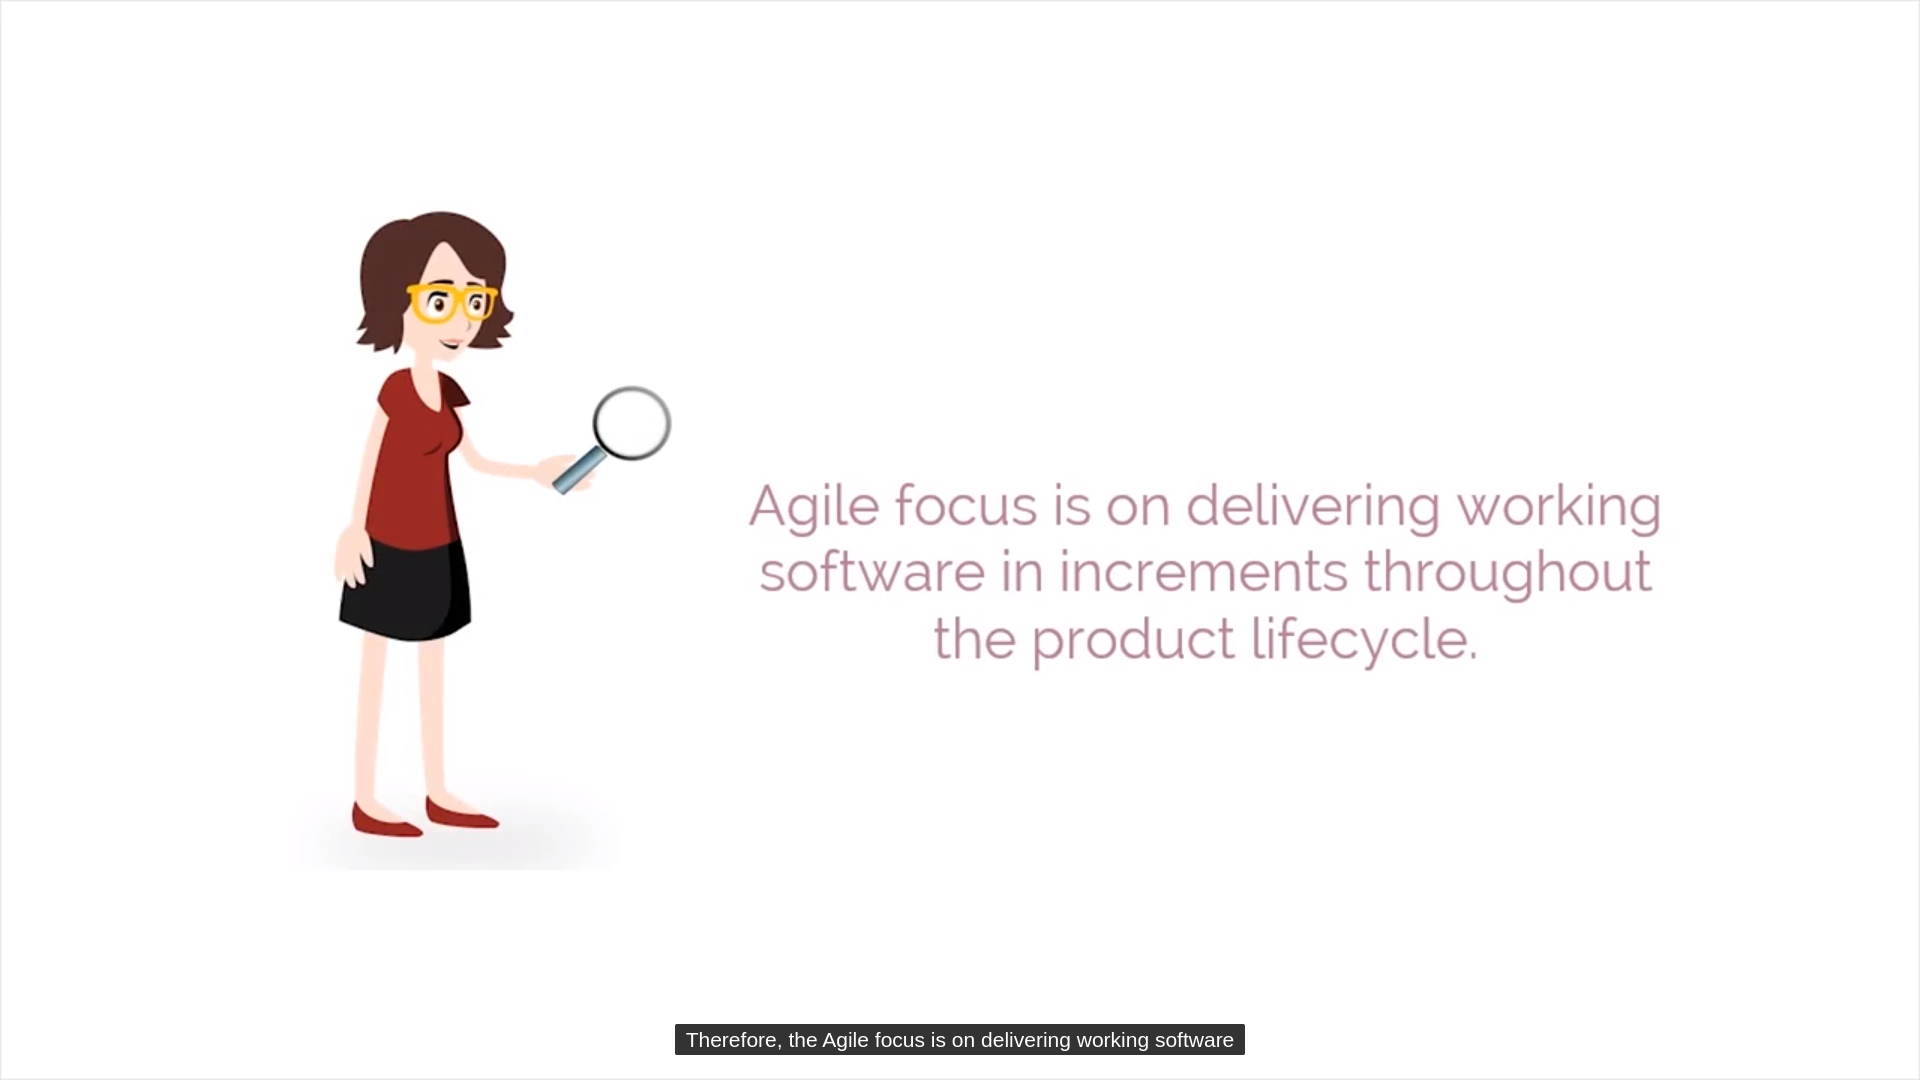 Agile focus is on delivering working
software in increments throughout
the product lifecycle.
Therefore, the Agile focus is on delivering working software